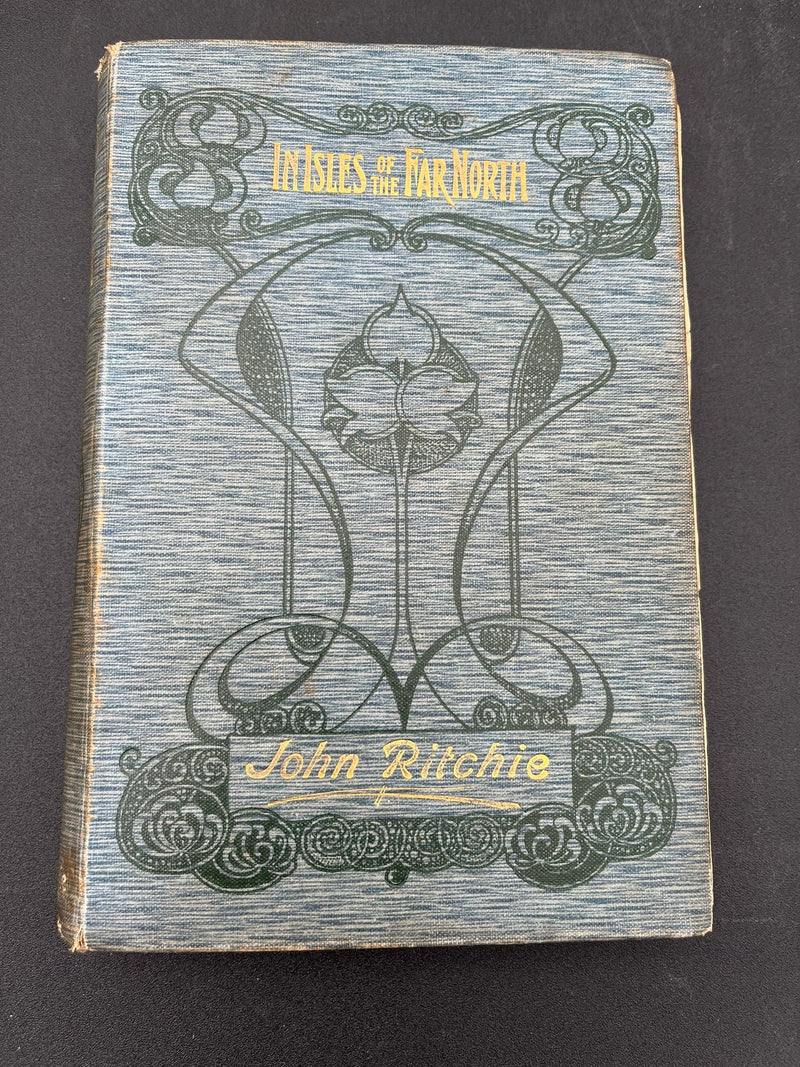 IN ISLES OF THE FAR NORTH
John Ritchie